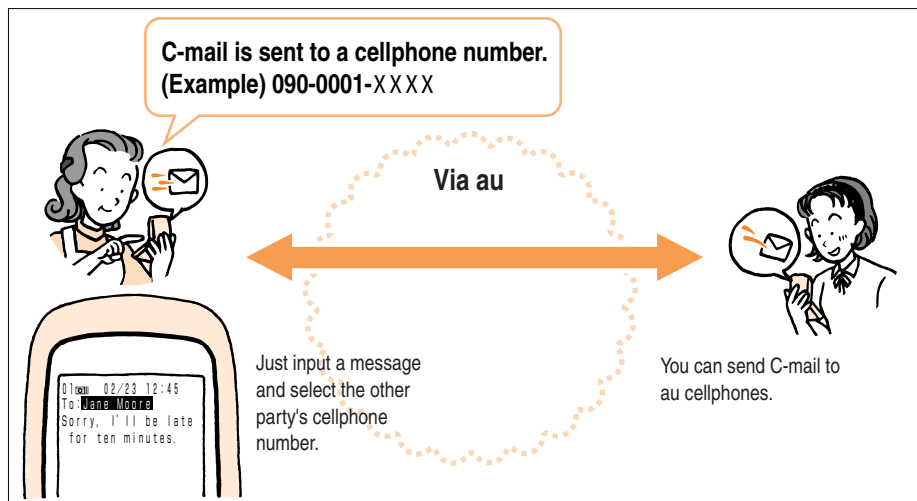 C-mail is sent to a cellphone number.
(Example) 090-0001-XXXX
Via au
Just input a message
and select the other
party's cellphone
number.
You can send C-mail to
au cellphones.
01 02/23 12:45
To:Jane Moore
Sorry, I'll be late
for ten minutes.